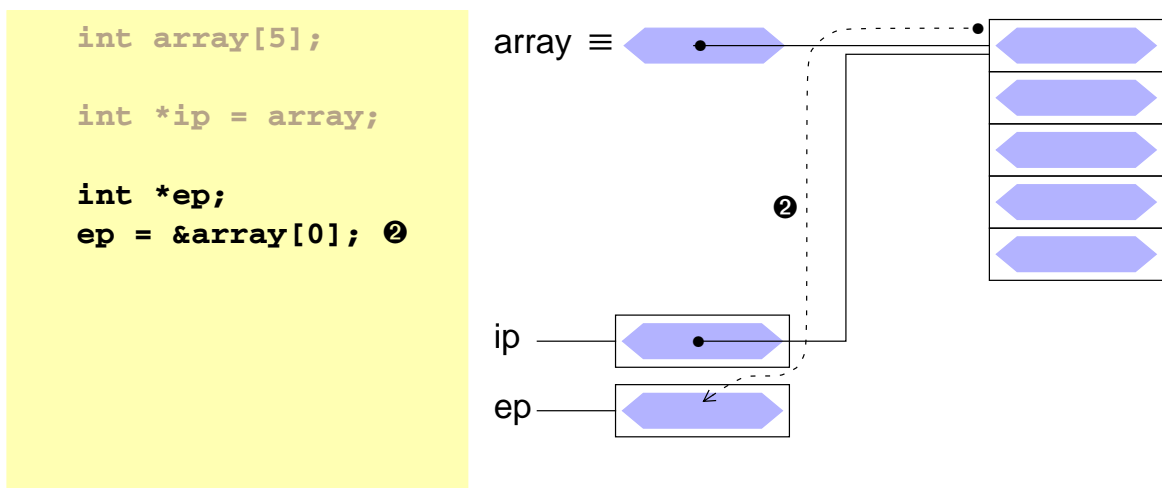 int array[5];
int *ip = array;
int *ep;
ep = &array[0]; ❷
array ≡
❷
ip
ep